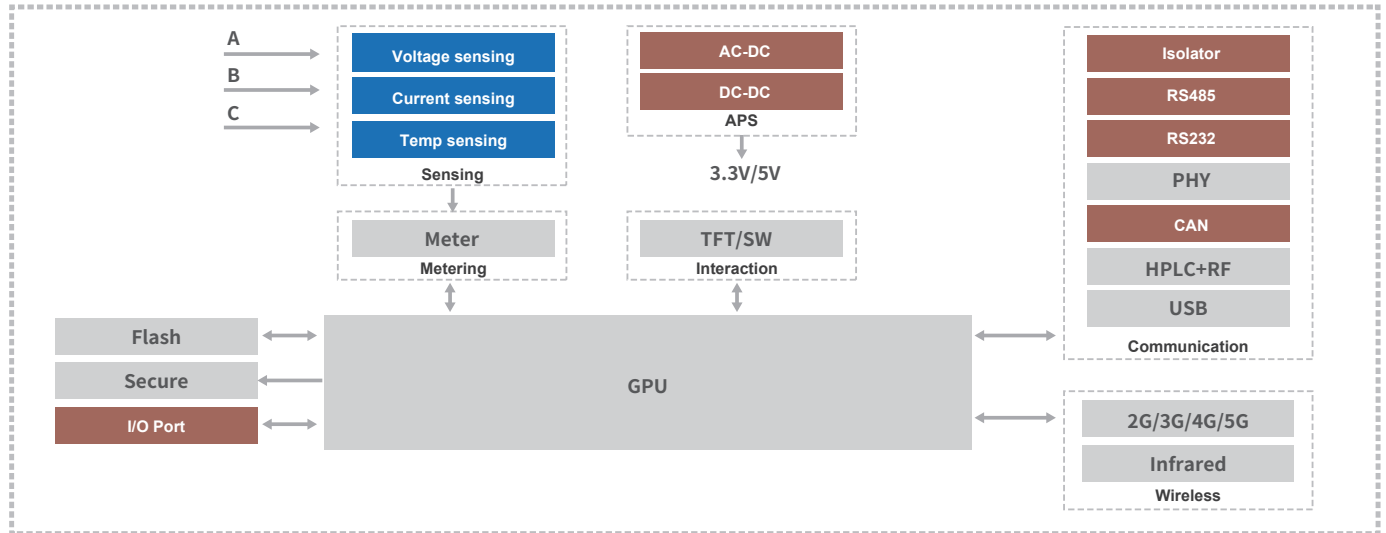 A
B
C
Voltage sensing
Current sensing
Temp sensing
Sensing
AC-DC
DC-DC
APS
3.3V/5V
Isolator
RS485
RS232
PHY
CAN
HPLC+RF
USB
Communication
Meter
Metering
TFT/SW
Interaction
Flash
Secure
I/O Port
GPU
2G/3G/4G/5G
Infrared
Wireless